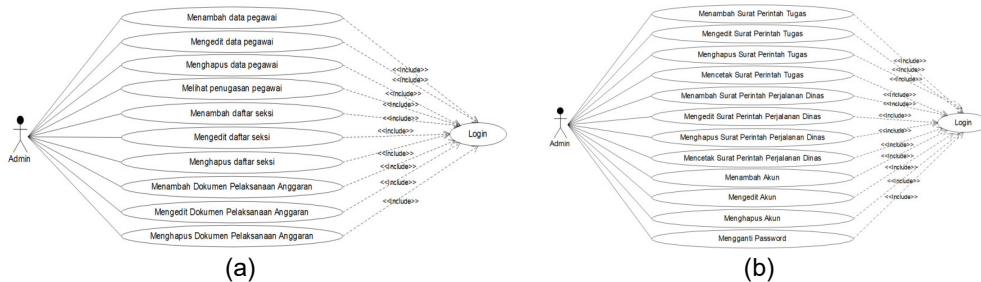 Menambah data pegawai
Mengedit data pegawai
Menghapus data pegawai
Melihat penugasan pegawai
Menambah daftar seksi
Mengedit daftar seksi
Menghapus daftar seksi
Menambah Dokumen Pelaksanaan Anggaran
Mengedit Dokumen Pelaksanaan Anggaran
Menghapus Dokumen Pelaksanaan Anggaran
Admin
<<Include>>
<<Include>>
<<Include>>
<<Include>>
<<Include>>
<<Include>>
<<Include>>
<<Include>>
<<Include>>
<<Include>>
Login
(a)
Menambah Surat Perintah Tugas
Mengedit Surat Perintah Tugas
Menghapus Surat Perintah Tugas
Mencetak Surat Perintah Tugas
Menambah Surat Perintah Perjalanan Dinas
Mengedit Surat Perintah Perjalanan Dinas
Menghapus Surat Perintah Perjalanan Dinas
Mencetak Surat Perintah Perjalanan Dinas
Menambah Akun
Mengedit Akun
Menghapus Akun
Mengganti Password
Admin
<<Include>>
<<Include>>
<<Include>>
<<Include>>
<<Include>>
<<Include>>
<<Include>>
<<Include>>
<<Include>>
<<Include>>
<<Include>>
Login
(b)